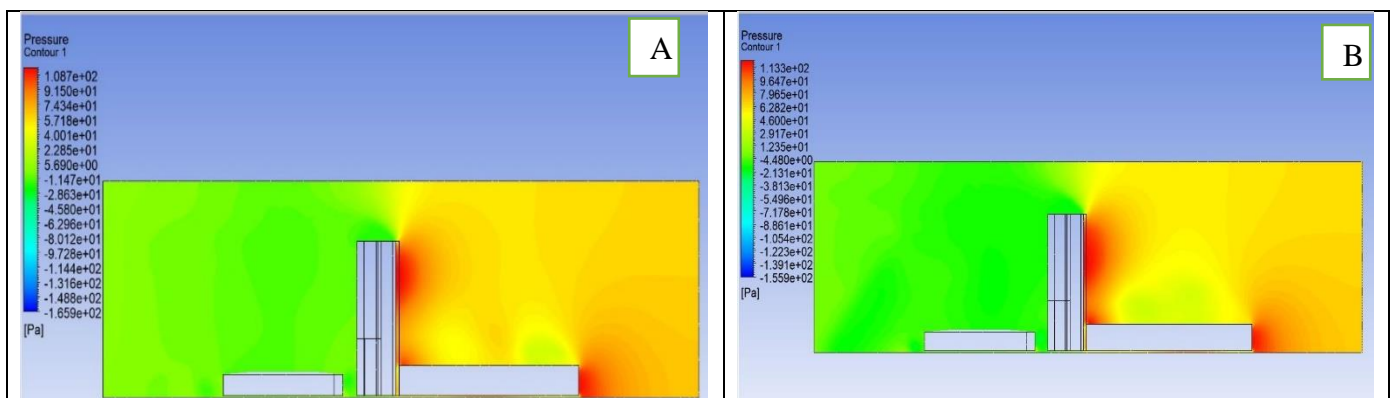 A
Pressure
Contour 1
1.087e+02
9.150e+01
7.434e+01
5.718e+01
4.001e+01
2.285e+01
5.690e+00
-1.147e+01
-2.863e+01
-4.580e+01
-6.296e+01
-8.012e+01
-9.728e+01
-1.144e+02
-1.316e+02
-1.488e+02
-1.659e+02
[Pa]
B
Pressure
Contour 1
1.133e+02
9.647e+01
7.965e+01
6.282e+01
4.600e+01
2.917e+01
1.235e+01
-4.480e+00
-2.131e+01
-3.813e+01
-5.496e+01
-7.178e+01
-8.861e+01
-1.054e+02
-1.223e+02
-1.391e+02
-1.559e+02
[Pa]